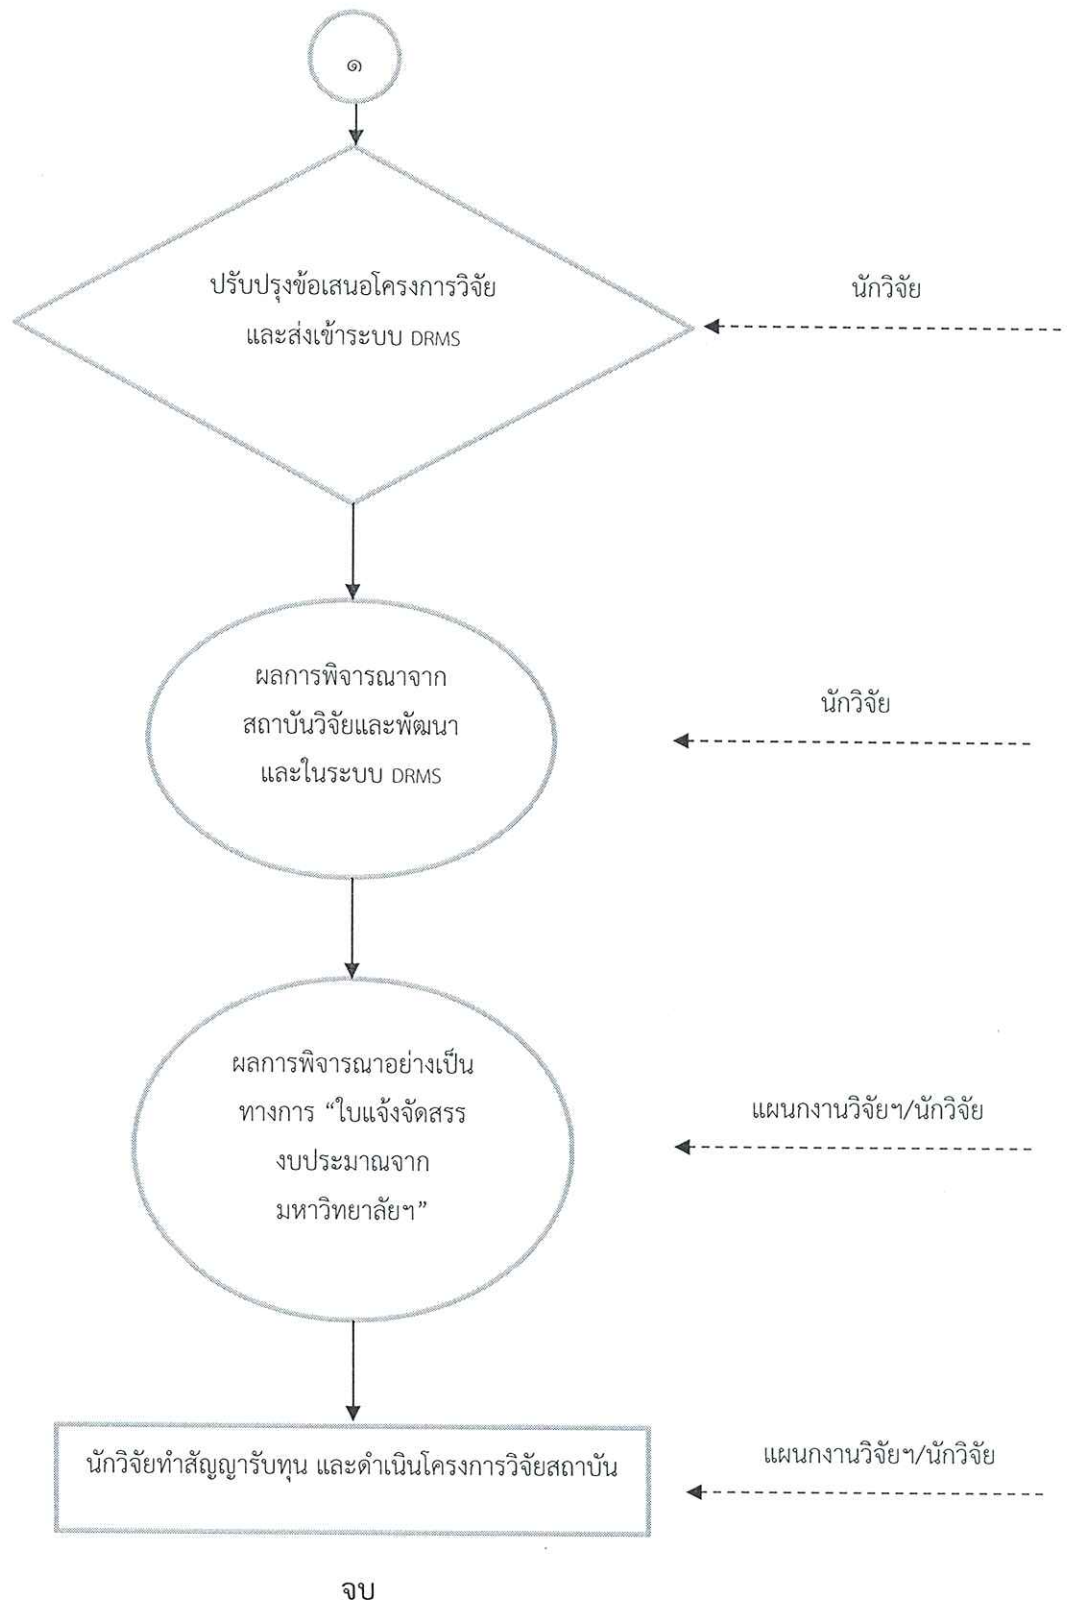 ๑
ปรับปรุงข้อเสนอโครงการวิจัย
และส่งเข้าระบบ DRMS
นักวิจัย
ผลการพิจารณาจาก
สถาบันวิจัยและพัฒนา
และในระบบ DRMS
นักวิจัย
ผลการพิจารณาอย่างเป็น
ทางการ “ใบแจ้งจัดสรร
งบประมาณจาก
มหาวิทยาลัยฯ”
แผนกงานวิจัยฯ/นักวิจัย
นักวิจัยทำสัญญารับทุน และดำเนินโครงการวิจัยสถาบัน
แผนกงานวิจัยฯ/นักวิจัย
จบ